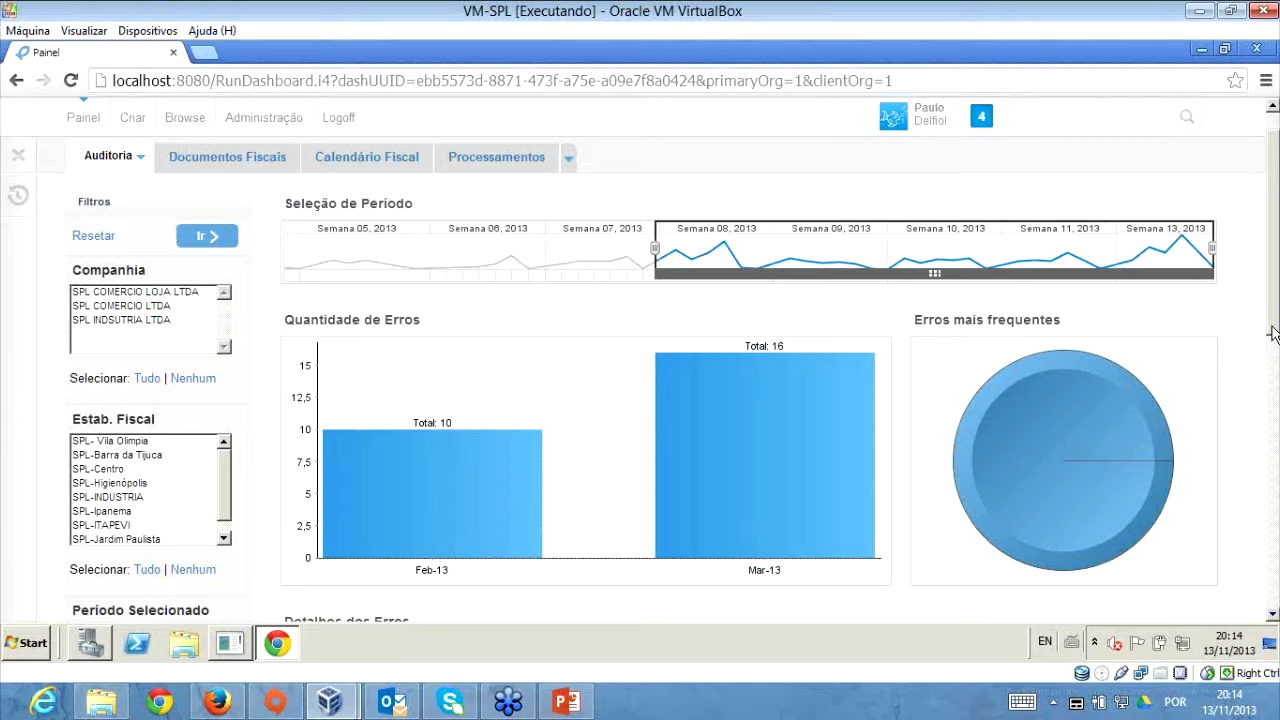 VM-SPL [Executando] - Oracle VM VirtualBox
Máquina Visualizar Dispositivos Ajuda (H)
Painel
localhost:8080/RunDashboard.i4?dashUUID=ebb5573d-8871-473f-a75e-a09e7f8a0424&primaryOrg=1&clientOrg=1
Painel Criar Browse Administração Logoff
Paulo
Delfiol
4
Auditoria Documentos Fiscais Calendário Fiscal Processamentos
Filtros
Resetar Ir
Companhia
SPL COMERCIO LOJA LTDA
SPL COMERCIO LTDA
SPL INDSUTRIA LTDA
Selecionar: Tudo | Nenhum
Estab. Fiscal
SPL- Vila Olimpia
SPL-Barra da Tijuca
SPL-Centro
SPL-Higienópolis
SPL-INDUSTRIA
SPL-Ipanema
SPL-ITAPEVI
SPL-Jardim Paulista
Selecionar: Tudo | Nenhum
Período Selecionado
Seleção de Período
Semana 05, 2013 Semana 06, 2013 Semana 07, 2013 Semana 08, 2013 Semana 09, 2013 Semana 10, 2013 Semana 11, 2013 Semana 13, 2013
Quantidade de Erros
Total: 16
15
12,5
Total: 10
10
7,5
5
2,5
0
Feb-13 Mar-13
Erros mais frequentes
Detalhes dos Erros
Start
EN
20:14
13/11/2013
Right Ctrl
POR
20:14
13/11/2013